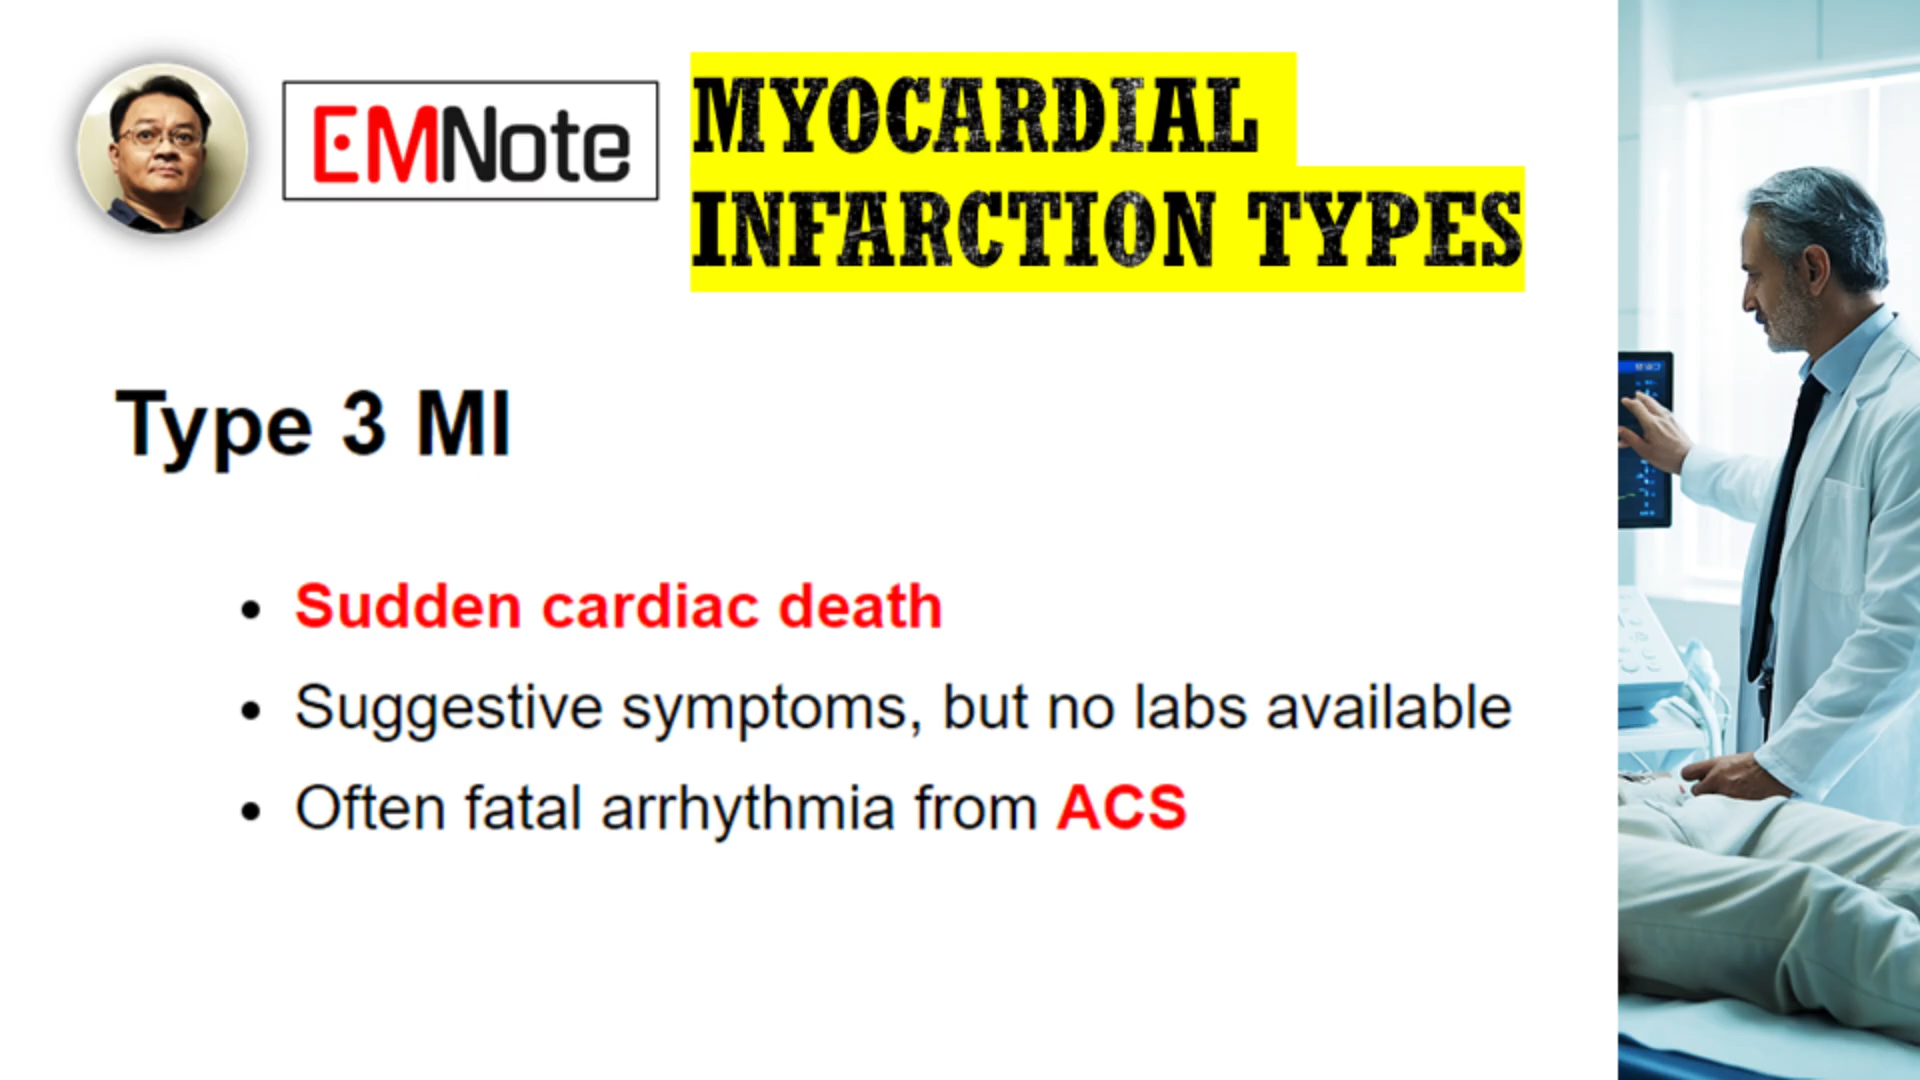 EMNote
MYOCARDIAL
INFARCTION TYPES
Type 3 MI
• Sudden cardiac death
• Suggestive symptoms, but no labs available
• Often fatal arrhythmia from ACS